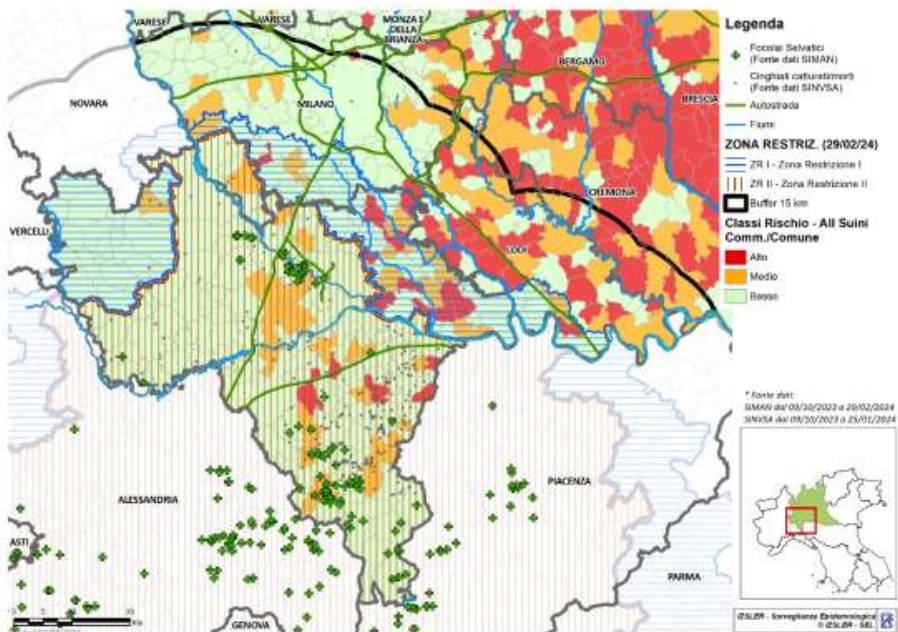 VARESE
VARESE
MONZA E
DELLA
BRIANZA
BERGAMO
BRESCIA
NOVARA
MILANO
CREMONA
VERCELLI
LODI
ALESSANDRIA
PIACENZA
ASTI
PARMA
GENOVA
Legenda
Focolai Selvatici
(Fonte dati SIMAN)
Cinghiali catturati/morti
(Fonte dati SINVSA)
Autostrada
Fiumi
ZONA RESTRIZ. (29/02/24)
ZR I - Zona Restrizione I
ZR II - Zona Restrizione II
Buffer 15 km
Classi Rischio - All Suini
Comm./Comune
Alto
Medio
Basso
* Fonte dati:
SIMAN dal 09/10/2023 a 29/02/2024
SINVSA dal 09/10/2023 a 25/01/2024
IZSLER - Sorveglianza Epidemiologica
© IZSLER - SEL